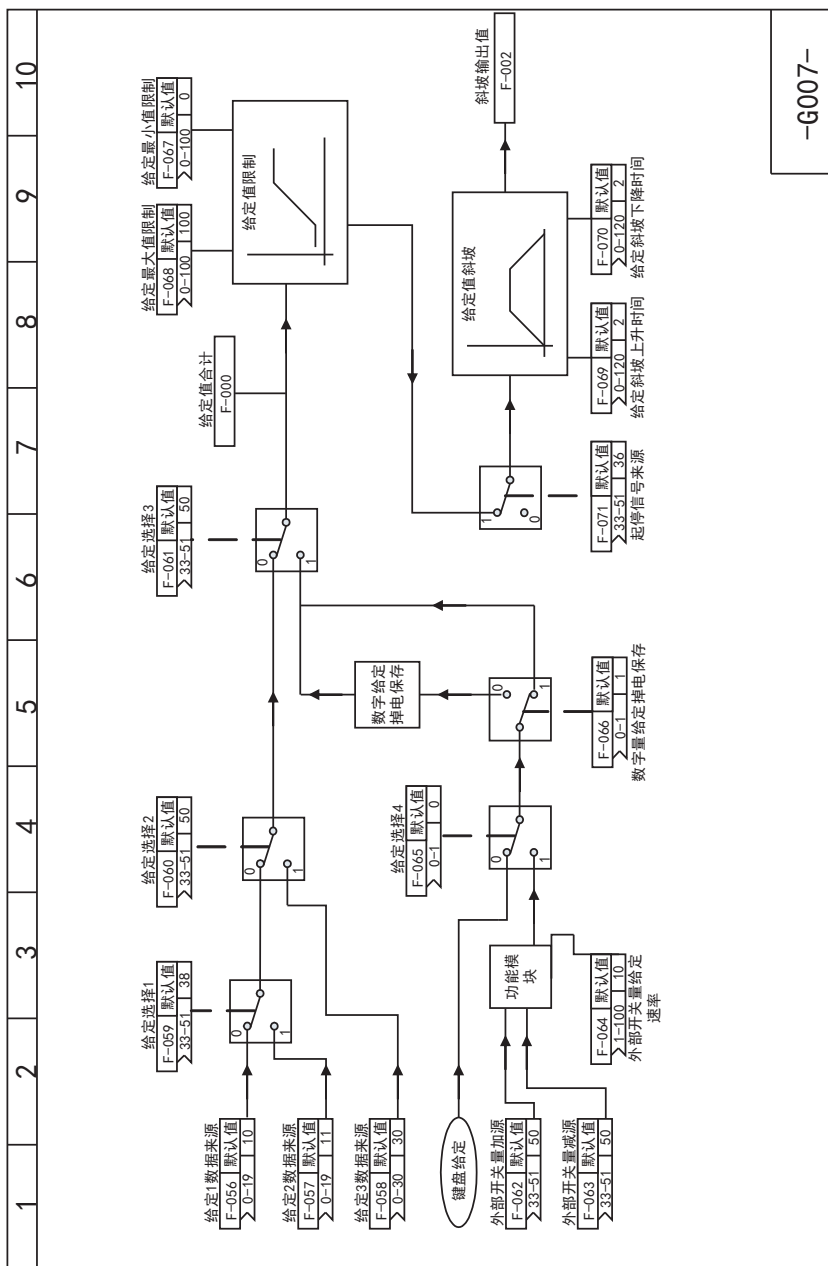 1
2
3
4
5
6
7
8
9
10
给定1数据来源
F-056 默认值
0-19 10
给定2数据来源
F-057 默认值
0-19 11
给定3数据来源
F-058 默认值
0-30 30
键盘给定
外部开关量加源
F-062 默认值
33-51 50
外部开关量减源
F-063 默认值
33-51 50
给定选择1
F-059 默认值
33-51 38
0
1
功能模
块
F-064 默认值
1-100 10
外部开关量给定
速率
给定选择2
F-060 默认值
33-51 50
0
1
给定选择4
F-065 默认值
0-1 0
0
1
数字给定
掉电保存
0
1
F-066 默认值
0-1 1
数字量给定掉电保存
给定选择3
F-061 默认值
33-51 50
0
1
给定值合计
F-000
1
0
F-071 默认值
33-51 36
起停信号来源
给定最大值限制
F-068 默认值
0-100 100
给定最小值限制
F-067 默认值
0-100 0
给定值限制
给定值斜坡
F-069 默认值
0-120 2
给定斜坡上升时间
F-070 默认值
0-120 2
给定斜坡下降时间
斜坡输出值
F-002
-G007-